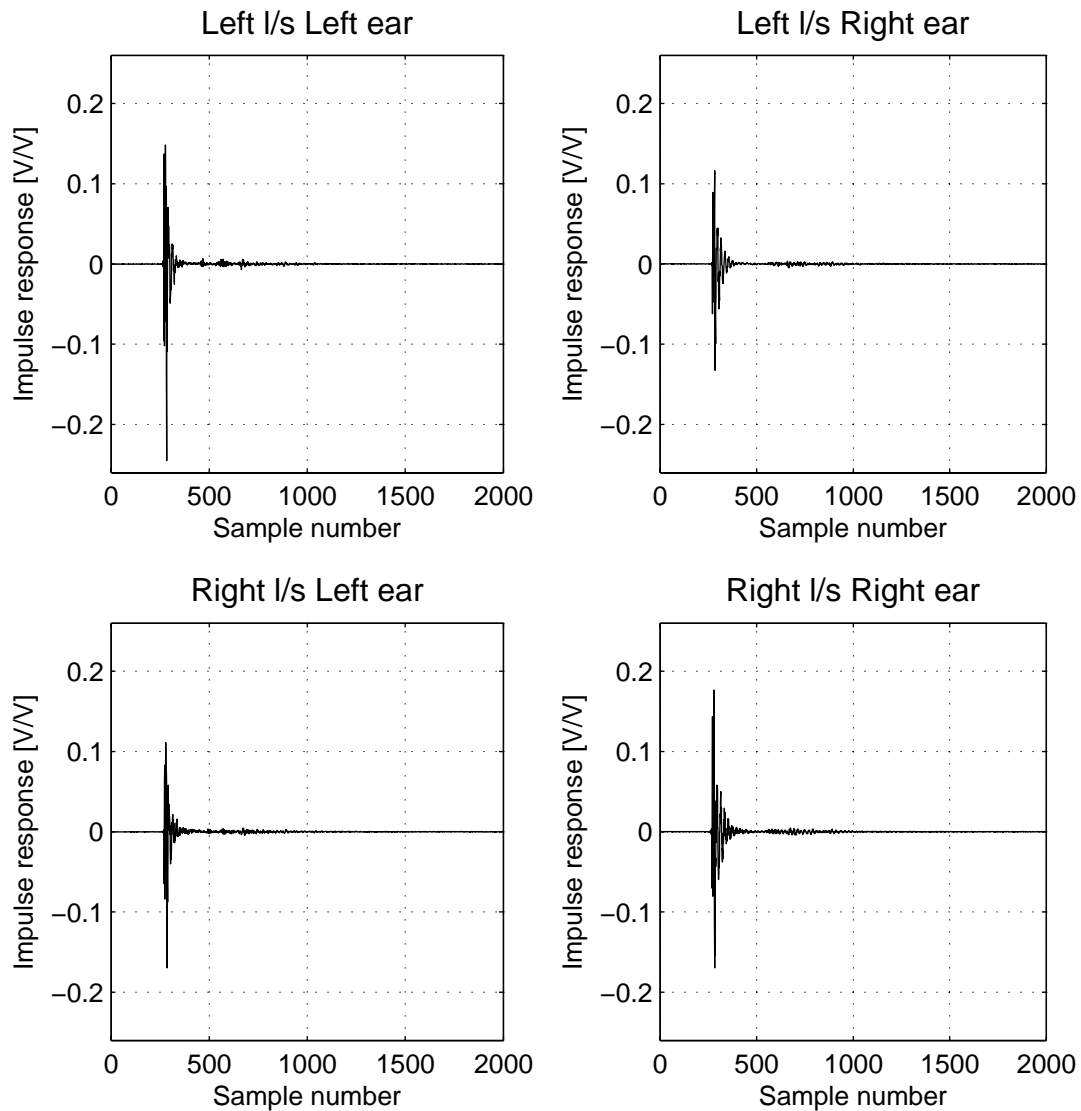 Left l/s Left ear
Impulse response [V/V]
0.2
0.1
0
−0.1
−0.2
0 500 1000 1500 2000
Sample number
Left l/s Right ear
Impulse response [V/V]
0.2
0.1
0
−0.1
−0.2
0 500 1000 1500 2000
Sample number
Right l/s Left ear
Impulse response [V/V]
0.2
0.1
0
−0.1
−0.2
0 500 1000 1500 2000
Sample number
Right l/s Right ear
Impulse response [V/V]
0.2
0.1
0
−0.1
−0.2
0 500 1000 1500 2000
Sample number